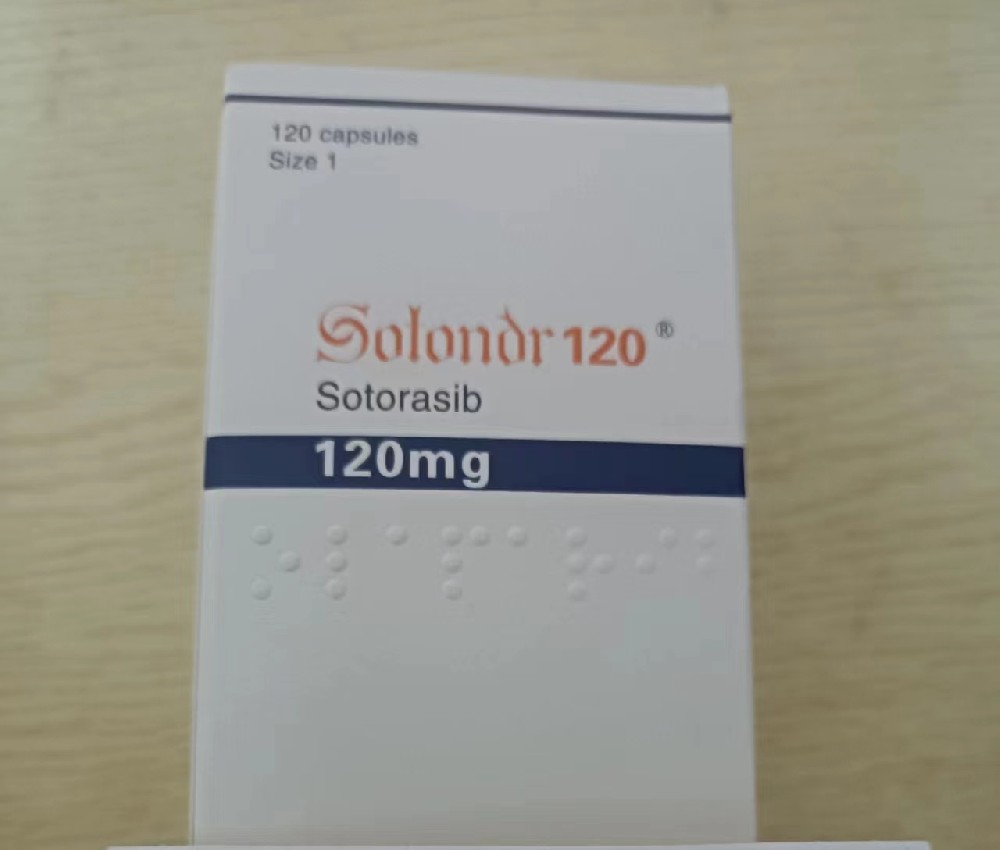 120 capsules
Size 1
Solondr 120 ®
Sotorasib
120mg